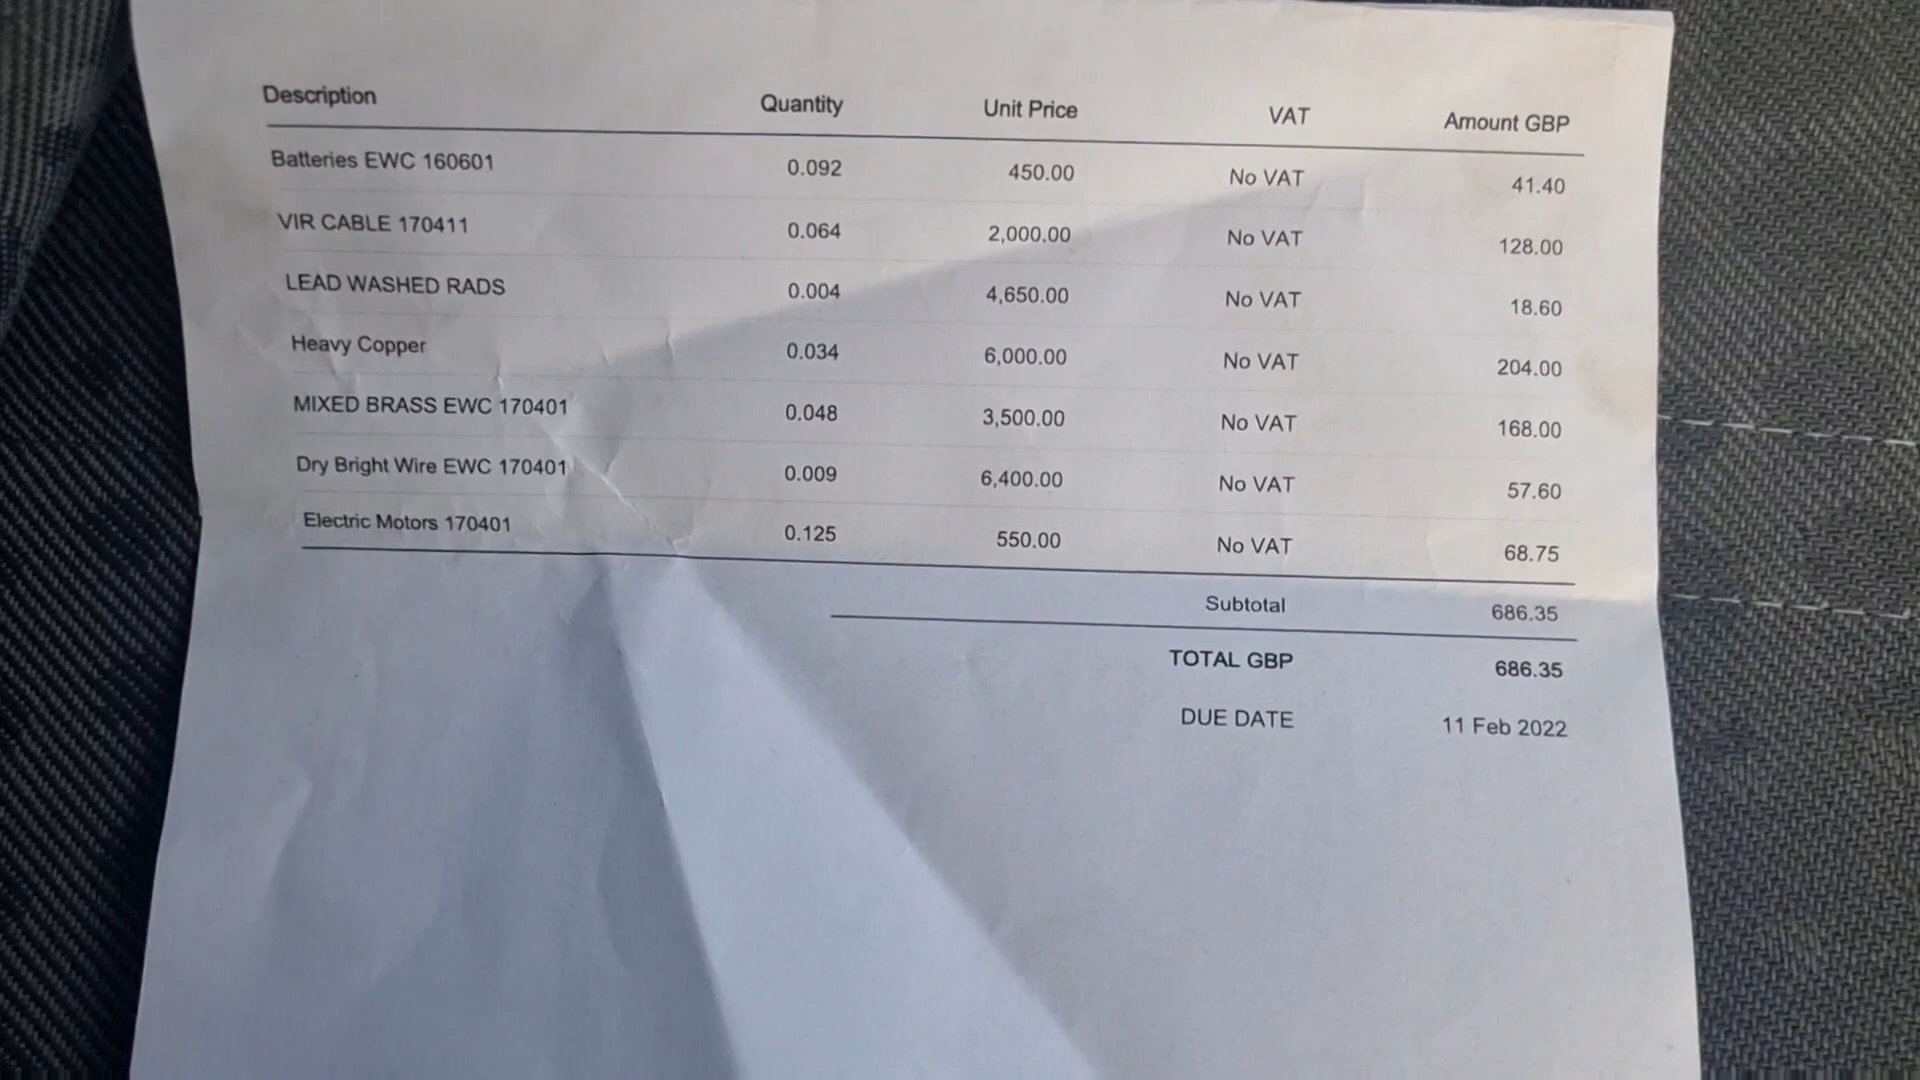 Description Quantity Unit Price VAT Amount GBP
Batteries EWC 160601 0.092 450.00 No VAT 41.40
VIR CABLE 170411 0.064 2,000.00 No VAT 128.00
LEAD WASHED RADS 0.004 4,650.00 No VAT 18.60
Heavy Copper 0.034 6,000.00 No VAT 204.00
MIXED BRASS EWC 170401 0.048 3,500.00 No VAT 168.00
Dry Bright Wire EWC 170401 0.009 6,400.00 No VAT 57.60
Electric Motors 170401 0.125 550.00 No VAT 68.75
Subtotal 686.35
TOTAL GBP 686.35
DUE DATE 11 Feb 2022